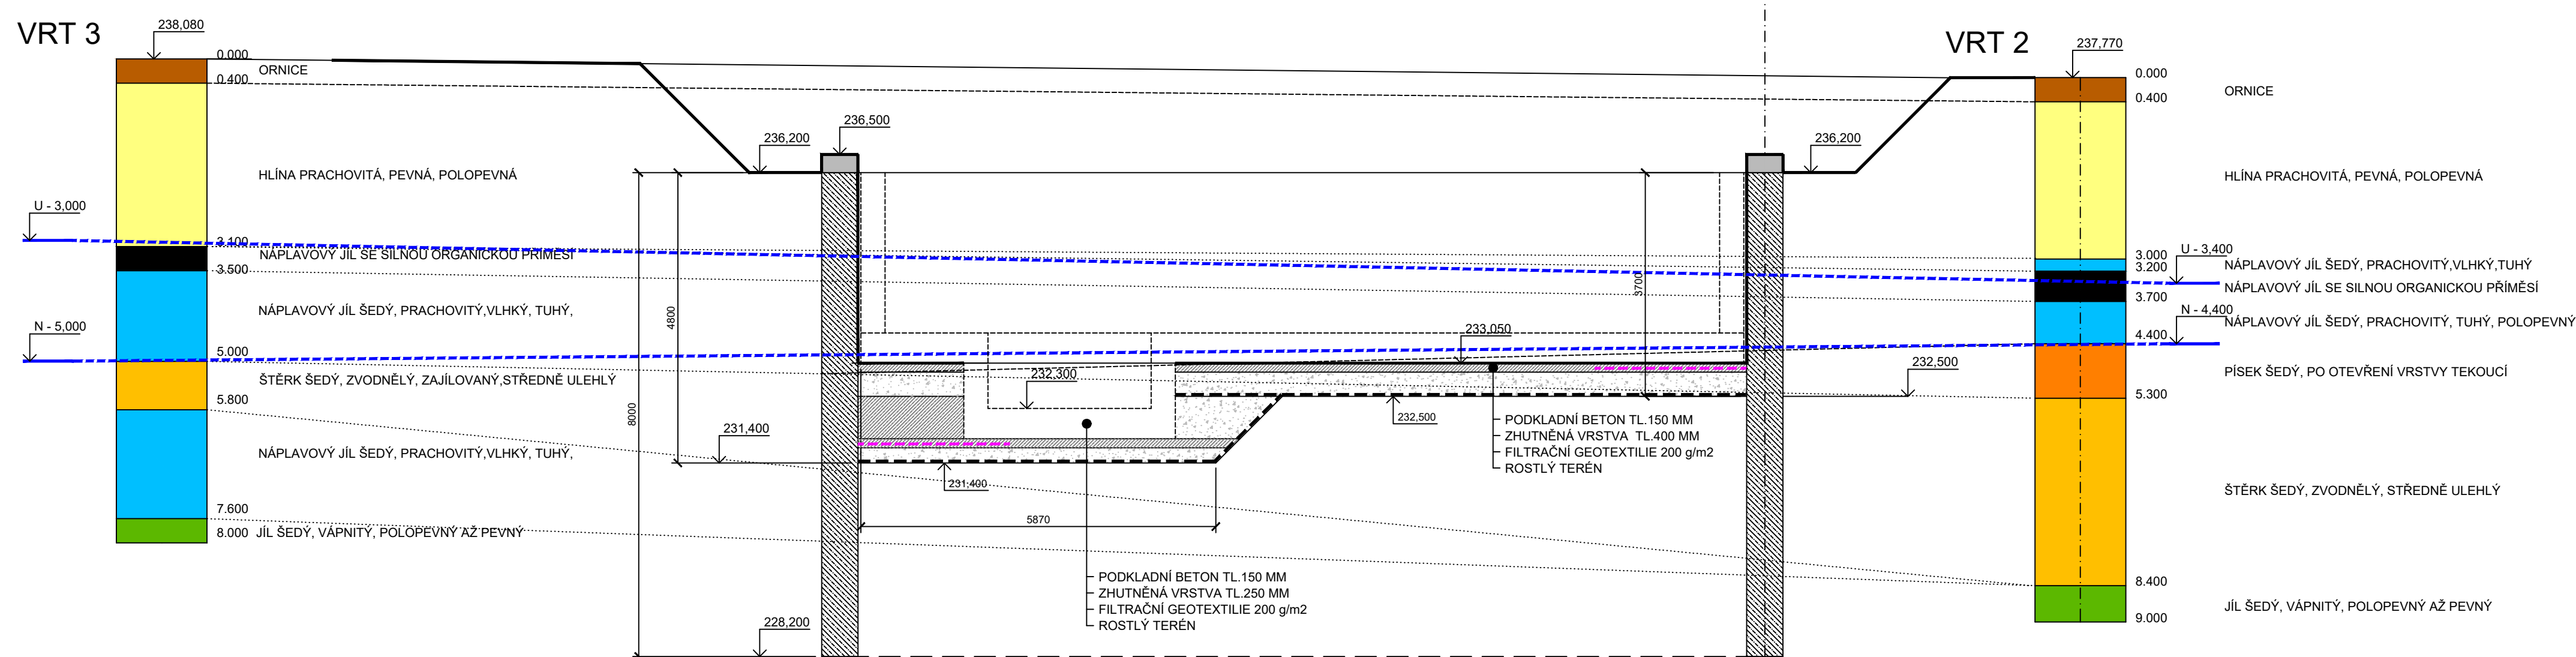 VRT 3
238,080
0.000
ORNICE
0.400
HLÍNA PRACHOVITÁ, PEVNÁ, POLOPEVNÁ
U - 3,000
3.100
NÁPLAVOVÝ JÍL SE SILNOU ORGANICKOU PŘÍMĚSÍ
3.500
NÁPLAVOVÝ JÍL ŠEDÝ, PRACHOVITÝ,VLHKÝ, TUHÝ,
N - 5,000
5.000
ŠTĚRK ŠEDÝ, ZVODNĚLÝ, ZAJÍLOVANÝ,STŘEDNĚ ULEHLÝ
5.800
NÁPLAVOVÝ JÍL ŠEDÝ, PRACHOVITÝ,VLHKÝ, TUHÝ,
7.600
8.000
JÍL ŠEDÝ, VÁPNITÝ, POLOPEVNÝ AŽ PEVNÝ
236,200
236,500
8000
4800
231,400
228,200
232,300
231,400
5870
PODKLADNÍ BETON TL.150 MM
ZHUTNĚNÁ VRSTVA TL.250 MM
FILTRAČNÍ GEOTEXTILIE 200 g/m2
ROSTLÝ TERÉN
233,050
3700
232,500
PODKLADNÍ BETON TL.150 MM
ZHUTNĚNÁ VRSTVA TL.400 MM
FILTRAČNÍ GEOTEXTILIE 200 g/m2
ROSTLÝ TERÉN
236,200
232,500
VRT 2
237,770
0.000
ORNICE
0.400
HLÍNA PRACHOVITÁ, PEVNÁ, POLOPEVNÁ
3.000
U - 3,400
3.200
NÁPLAVOVÝ JÍL ŠEDÝ, PRACHOVITÝ,VLHKÝ,TUHÝ
NÁPLAVOVÝ JÍL SE SILNOU ORGANICKOU PŘÍMĚSÍ
3.700
N - 4,400
NÁPLAVOVÝ JÍL ŠEDÝ, PRACHOVITÝ, TUHÝ, POLOPEVNÝ
4.400
PÍSEK ŠEDÝ, PO OTEVŘENÍ VRSTVY TEKOUCÍ
5.300
ŠTĚRK ŠEDÝ, ZVODNĚLÝ, STŘEDNĚ ULEHLÝ
8.400
JÍL ŠEDÝ, VÁPNITÝ, POLOPEVNÝ AŽ PEVNÝ
9.000